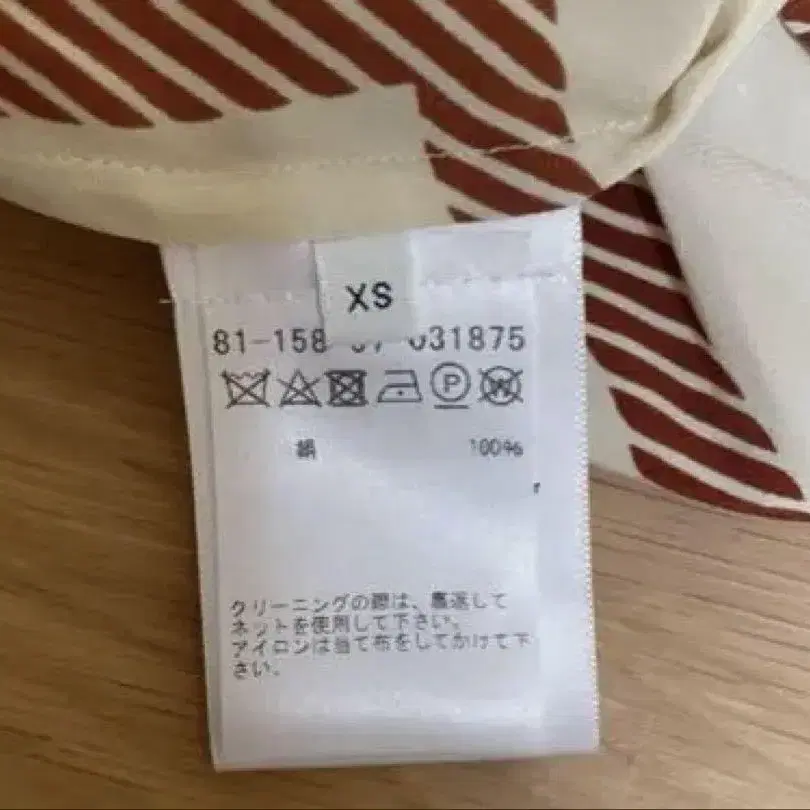 XS
81-158 031875
P W
絹 100%
クリーニングの際は、裏返して
ネットを使用して下さい。
アイロンは当て布をしてかけて下
さい。